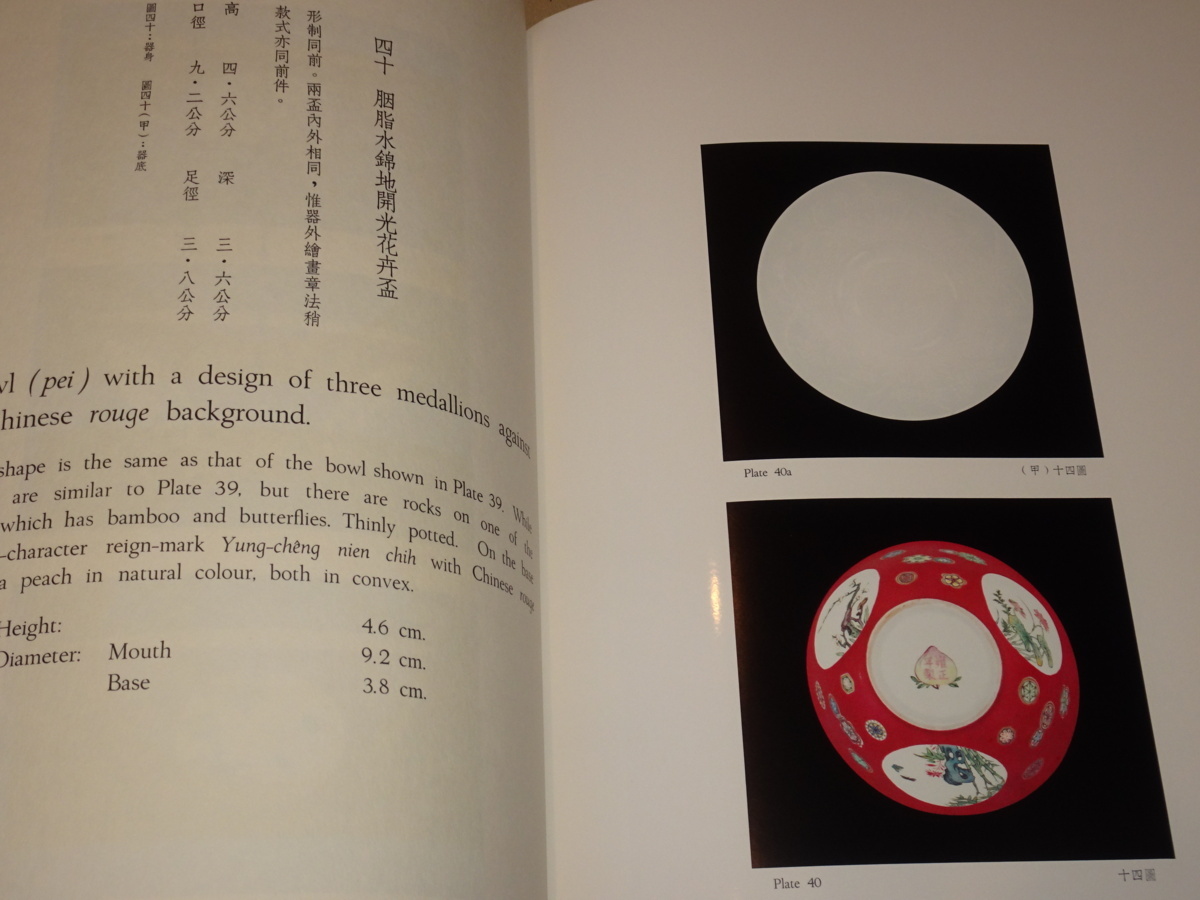 四十 胭脂水錦地開光花卉盃
形制同前。兩盃內外相同，惟器外繪畫章法稍
款式亦同前件。
高 四・六公分 深 三・六公分
口徑 九・二公分 足徑 三・八公分
圖四十：器身 圖四十（甲）：器底
(pei) with a design of three medallions against
rouge background.
shape is the same as that of the bowl shown in Plate 39. While
are similar to Plate 39, but there are rocks on one of the
which has bamboo and butterflies. Thinly potted. On the base
-character reign-mark Yung-chêng nien chih with Chinese rouge
a peach in natural colour, both in convex.
Height: 4.6 cm.
Diameter: Mouth 9.2 cm.
Base 3.8 cm.
Plate 40a （甲）十四圖
雍正
年製
Plate 40 十四圖